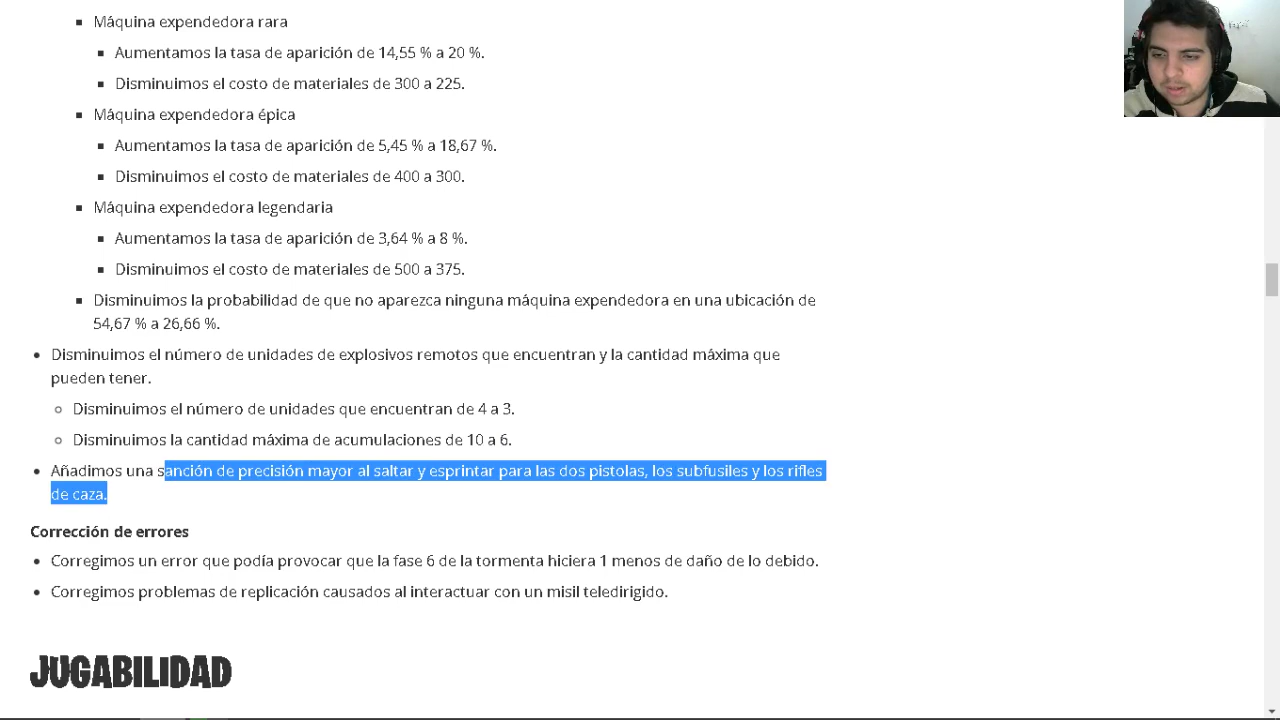 Máquina expendedora rara
Aumentamos la tasa de aparición de 14,55 % a 20 %.
Disminuimos el costo de materiales de 300 a 225.
Máquina expendedora épica
Aumentamos la tasa de aparición de 5,45 % a 18,67 %.
Disminuimos el costo de materiales de 400 a 300.
Máquina expendedora legendaria
Aumentamos la tasa de aparición de 3,64 % a 8 %.
Disminuimos el costo de materiales de 500 a 375.
Disminuimos la probabilidad de que no aparezca ninguna máquina expendedora en una ubicación de
54,67 % a 26,66 %.
Disminuimos el número de unidades de explosivos remotos que encuentran y la cantidad máxima que
pueden tener.
Disminuimos el número de unidades que encuentran de 4 a 3.
Disminuimos la cantidad máxima de acumulaciones de 10 a 6.
Añadimos una sanción de precisión mayor al saltar y esprintar para las dos pistolas, los subfusiles y los rifles
de caza.
Corrección de errores
Corregimos un error que podía provocar que la fase 6 de la tormenta hiciera 1 menos de daño de lo debido.
Corregimos problemas de replicación causados al interactuar con un misil teledirigido.
JUGABILIDAD